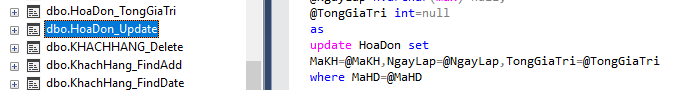 dbo.HoaDon_TongGiaTri
dbo.HoaDon_Update
dbo.KHACHHANG_Delete
dbo.KhachHang_FindAdd
dbo.KhachHang_FindDate
@TongGiaTri int=null
as
update HoaDon set
MaKH=@MaKH,NgayLap=@NgayLap,TongGiaTri=@TongGiaTri
where MaHD=@MaHD